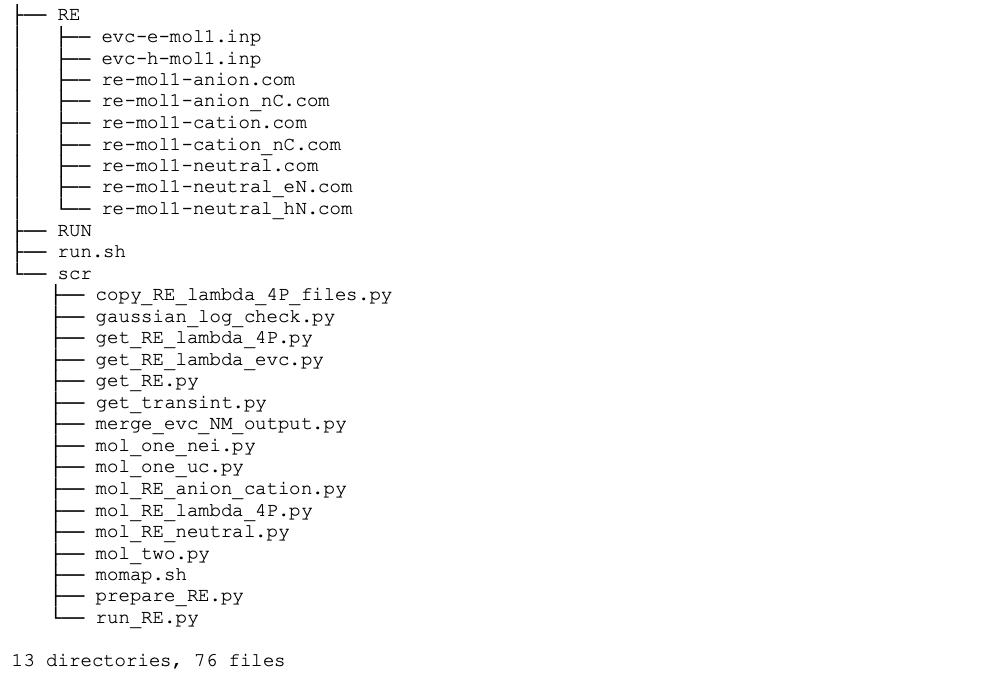 ├── RE
│   ├── evc-e-mol1.inp
│   ├── evc-h-mol1.inp
│   ├── re-mol1-anion.com
│   ├── re-mol1-anion_nC.com
│   ├── re-mol1-cation.com
│   ├── re-mol1-cation_nC.com
│   ├── re-mol1-neutral.com
│   ├── re-mol1-neutral_eN.com
│   └── re-mol1-neutral_hN.com
├── RUN
├── run.sh
└── scr
    ├── copy_RE_lambda_4P_files.py
    ├── gaussian_log_check.py
    ├── get_RE_lambda_4P.py
    ├── get_RE_lambda_evc.py
    ├── get_RE.py
    ├── get_transint.py
    ├── merge_evc_NM_output.py
    ├── mol_one_nei.py
    ├── mol_one_uc.py
    ├── mol_RE_anion_cation.py
    ├── mol_RE_lambda_4P.py
    ├── mol_RE_neutral.py
    ├── mol_two.py
    ├── momap.sh
    ├── prepare_RE.py
    └── run_RE.py
13 directories, 76 files